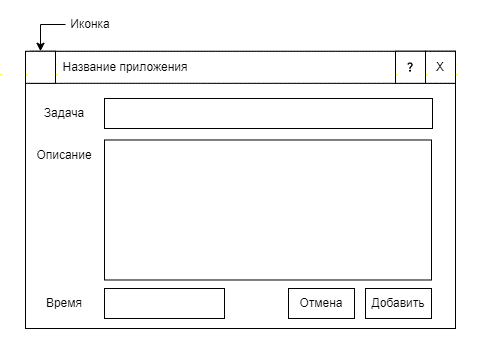 Иконка
Название приложения ? X
Задача
Описание
Время Отмена Добавить